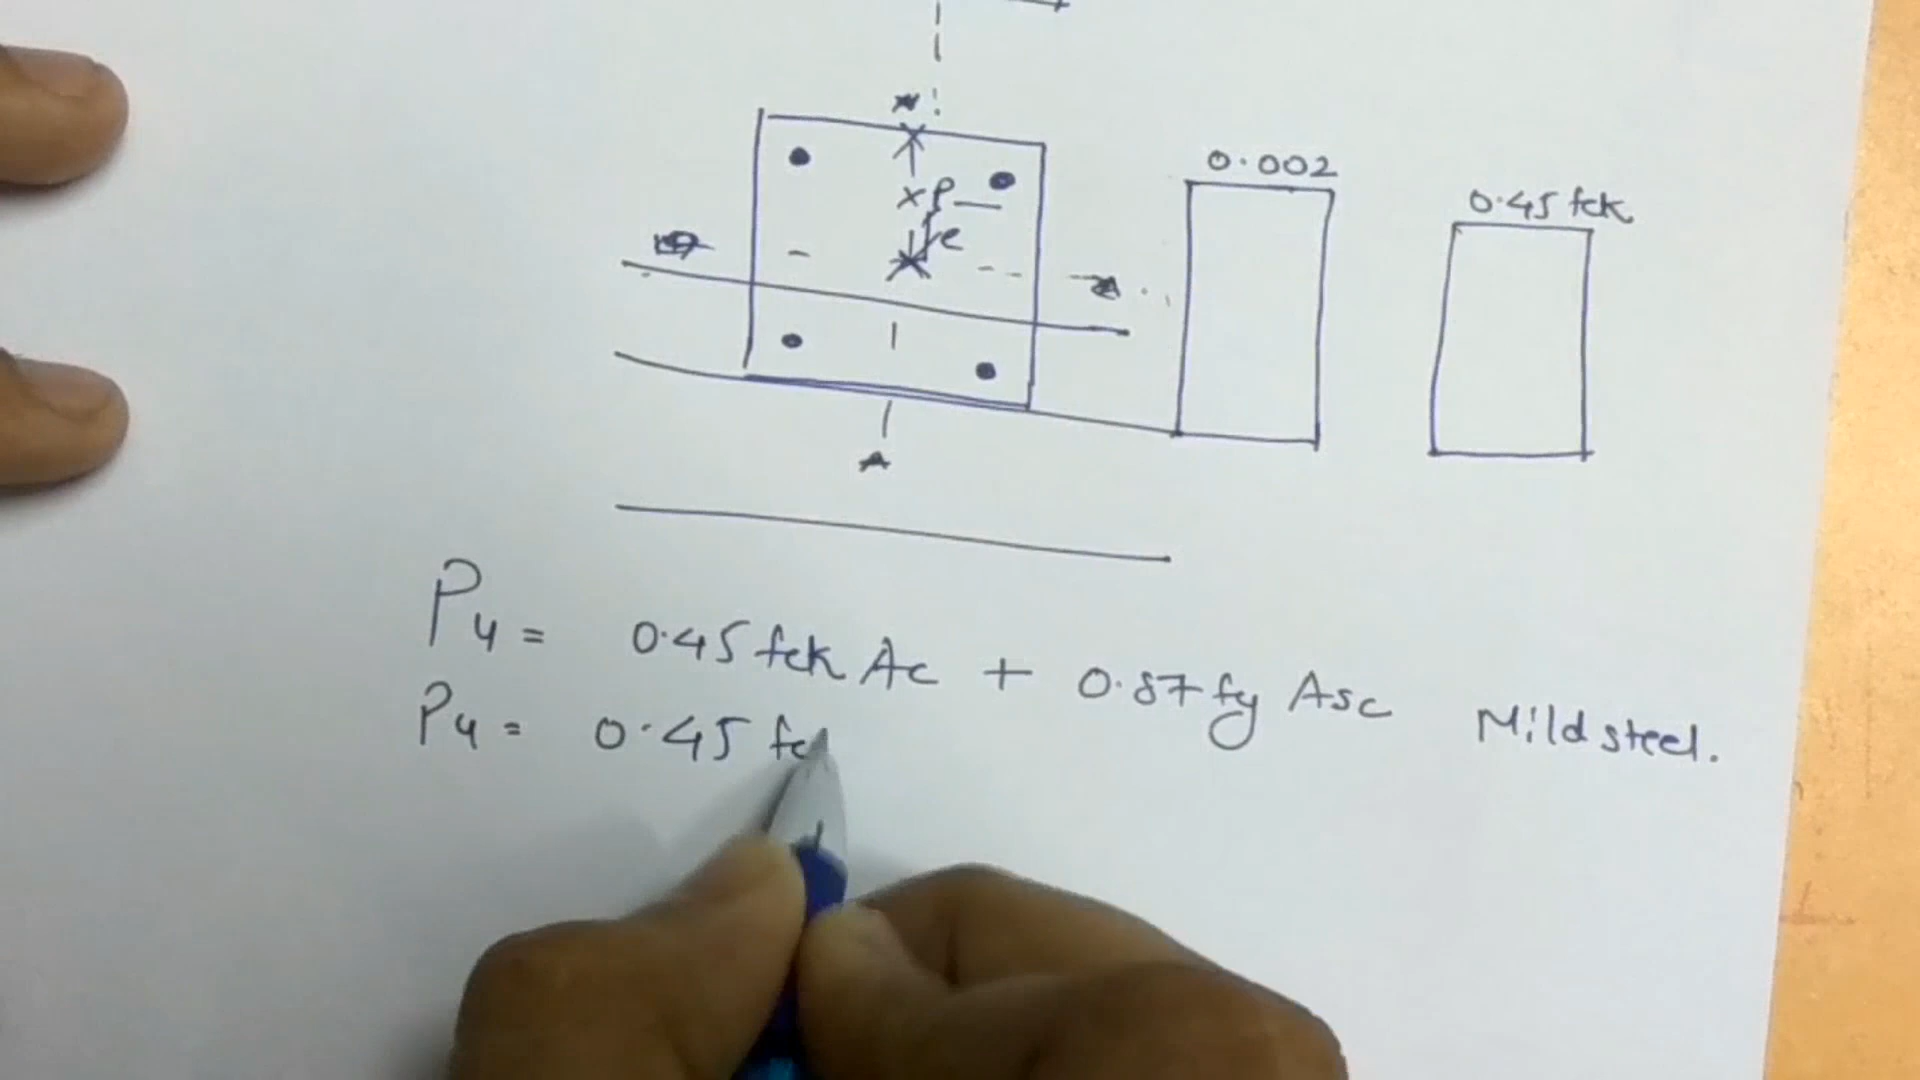 0.002
0.45 fck
P
e
Pu = 0.45 fck Ac + 0.87 fy Asc Mild steel.
Pu = 0.45 fc